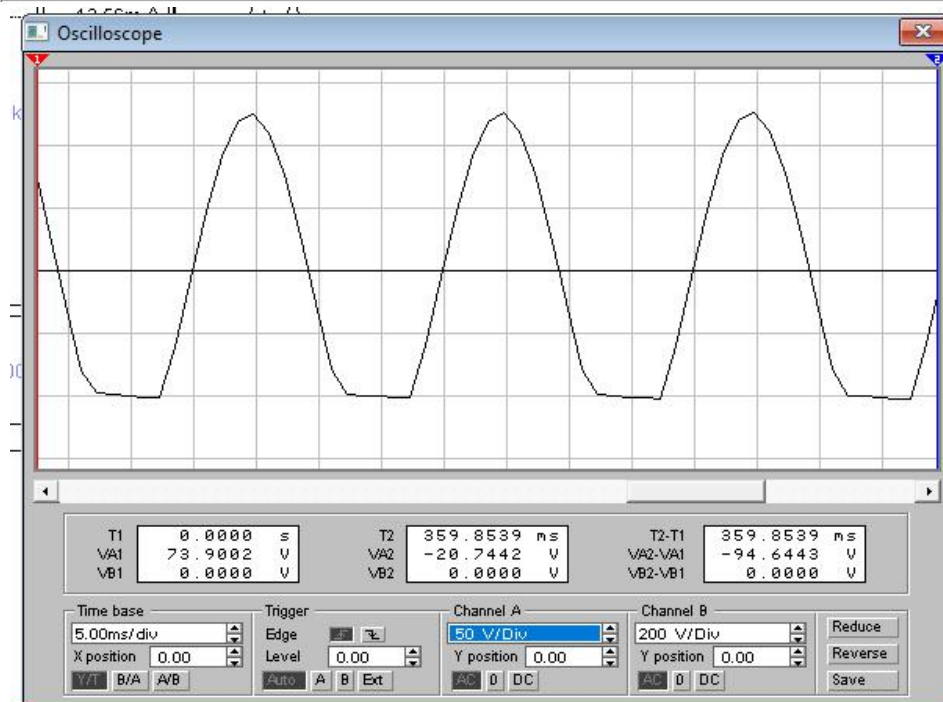 Oscilloscope
1 2
k
T1 0.0000 s T2 359.8539 ms T2-T1 359.8539 ms
VA1 73.9002 V VA2 -20.7442 V VA2-VA1 -94.6443 V
VB1 0.0000 V VB2 0.0000 V VB2-VB1 0.0000 V
Time base Trigger Channel A Channel B
5.00ms/div Edge 50 V/Div 200 V/Div Reduce
X position 0.00 Level 0.00 Y position 0.00 Y position 0.00 Reverse
Y/T B/A A/B Auto A B Ext AC 0 DC AC 0 DC Save